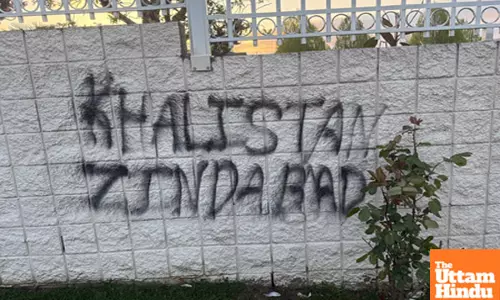 KHALISTAN
ZINDABAD
The
Uttam
Hindu